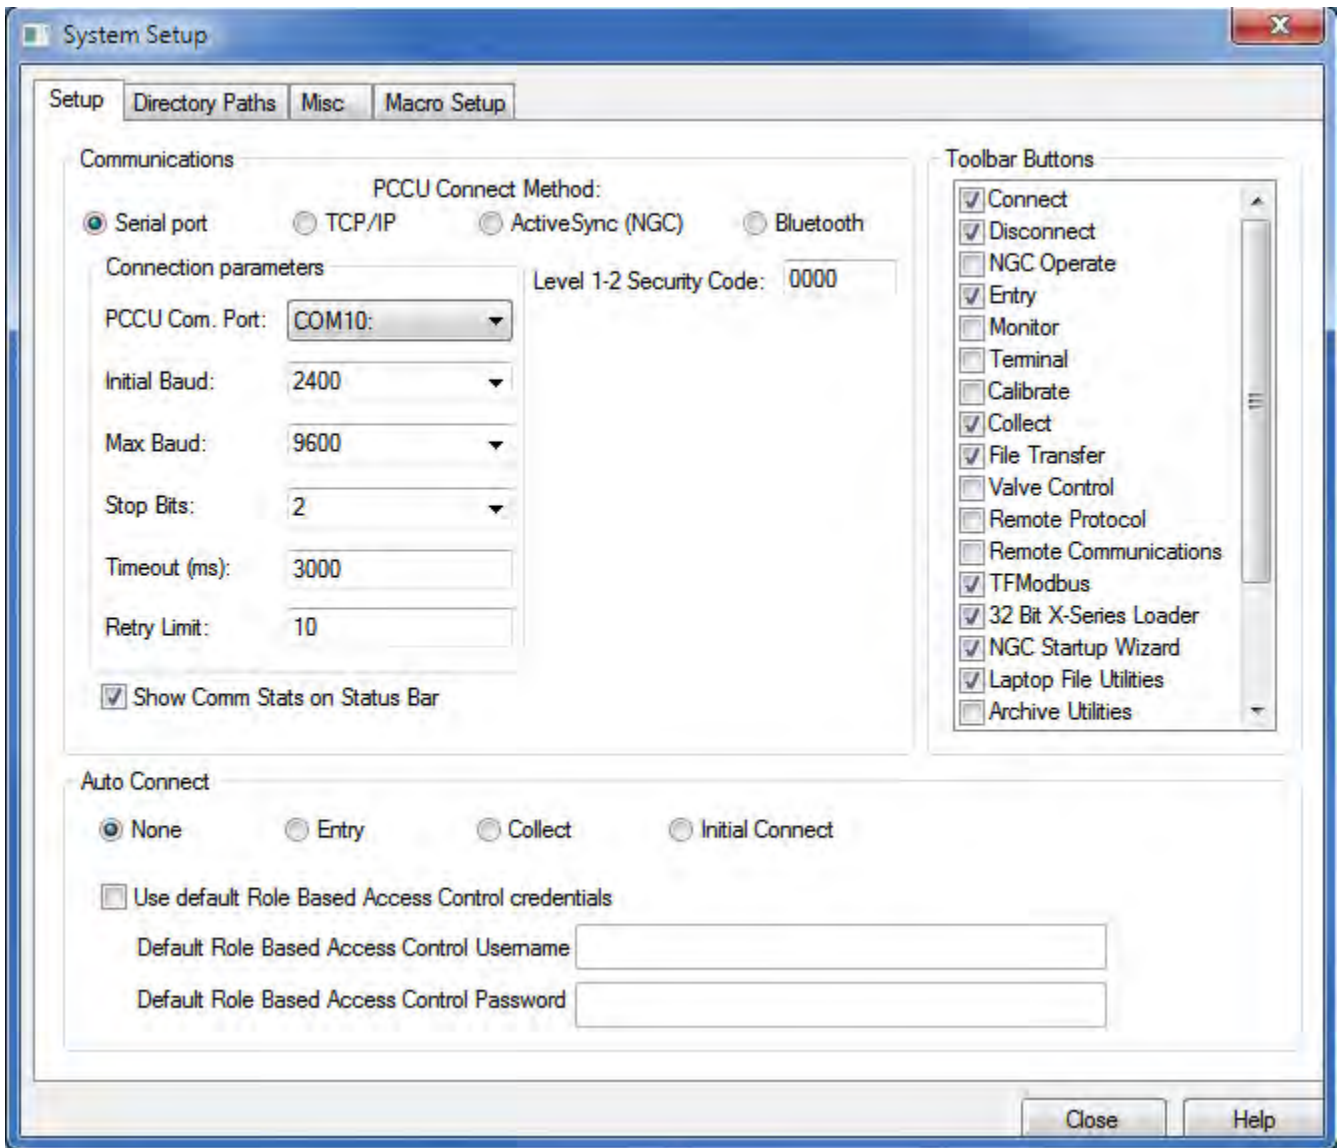 System Setup
Setup
Directory Paths
Misc
Macro Setup
Communications
PCCU Connect Method:
Serial port
TCP/IP
ActiveSync (NGC)
Bluetooth
Connection parameters
Level 1-2 Security Code: 0000
PCCU Com. Port: COM10:
Initial Baud: 2400
Max Baud: 9600
Stop Bits: 2
Timeout (ms): 3000
Retry Limit: 10
Show Comm Stats on Status Bar
Toolbar Buttons
Connect
Disconnect
NGC Operate
Entry
Monitor
Terminal
Calibrate
Collect
File Transfer
Valve Control
Remote Protocol
Remote Communications
TFModbus
32 Bit X-Series Loader
NGC Startup Wizard
Laptop File Utilities
Archive Utilities
Auto Connect
None
Entry
Collect
Initial Connect
Use default Role Based Access Control credentials
Default Role Based Access Control Username
Default Role Based Access Control Password
Close
Help